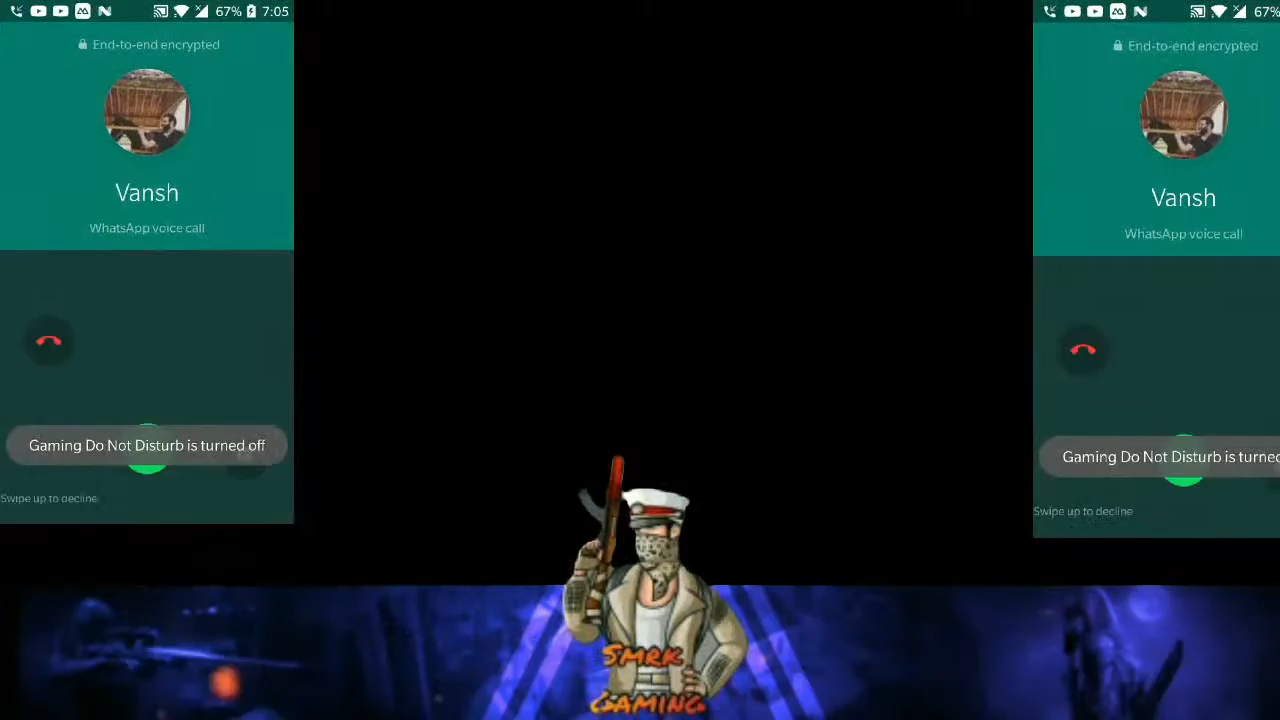 67% 7:05
End-to-end encrypted
Vansh
WhatsApp voice call
Gaming Do Not Disturb is turned off
Swipe up to decline
67%
End-to-end encrypted
Vansh
WhatsApp voice call
Gaming Do Not Disturb is turned
Swipe up to decline
SMRK
GAMING